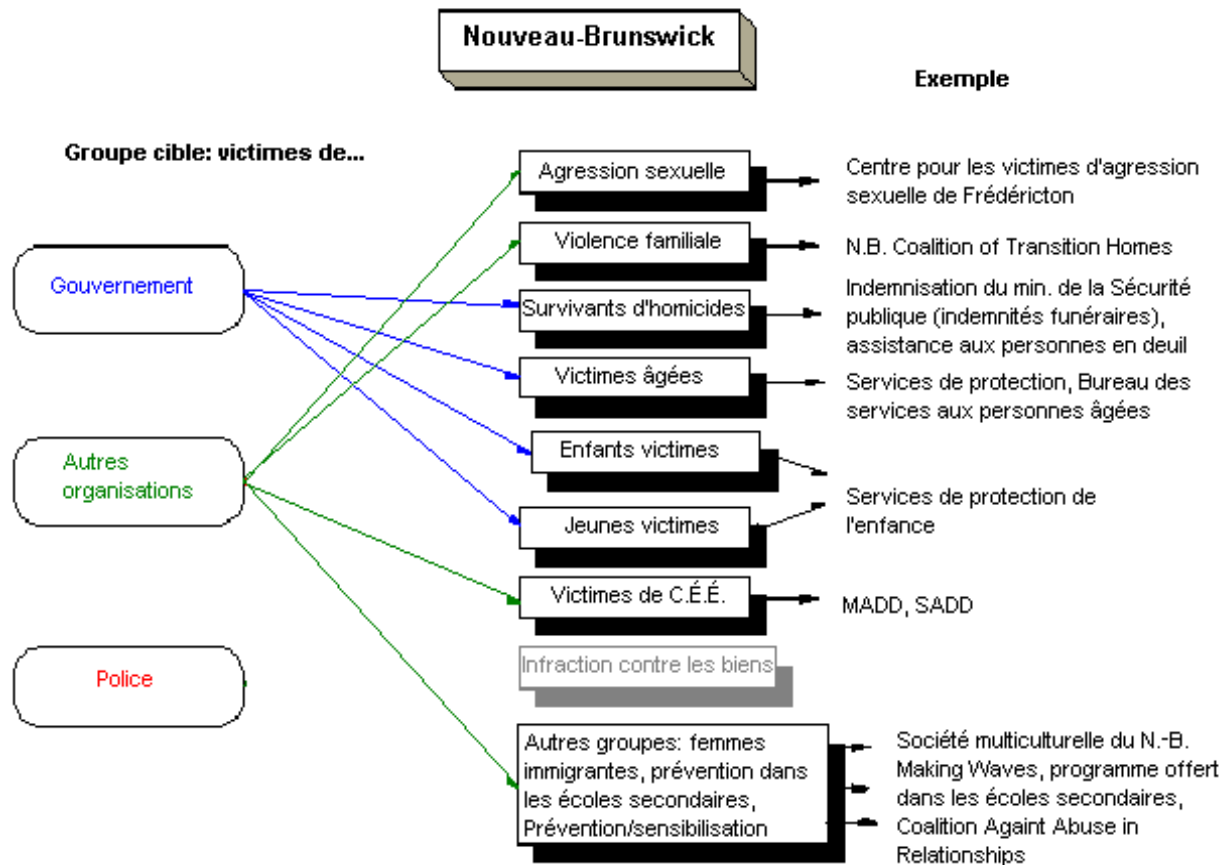 Nouveau-Brunswick
Exemple
Groupe cible: victimes de...
Gouvernement
Autres
organisations
Police
Agression sexuelle
Centre pour les victimes d'agression
sexuelle de Frédéricton
Violence familiale
N.B. Coalition of Transition Homes
Survivants d'homicides
Indemnisation du min. de la Sécurité
publique (indemnités funéraires),
assistance aux personnes en deuil
Victimes âgées
Services de protection, Bureau des
services aux personnes âgées
Enfants victimes
Jeunes victimes
Services de protection de
l'enfance
Victimes de C.É.É.
MADD, SADD
Infraction contre les biens
Autres groupes: femmes
immigrantes, prévention dans
les écoles secondaires,
Prévention/sensibilisation
Société multiculturelle du N.-B.
Making Waves, programme offert
dans les écoles secondaires,
Coalition Againt Abuse in
Relationships